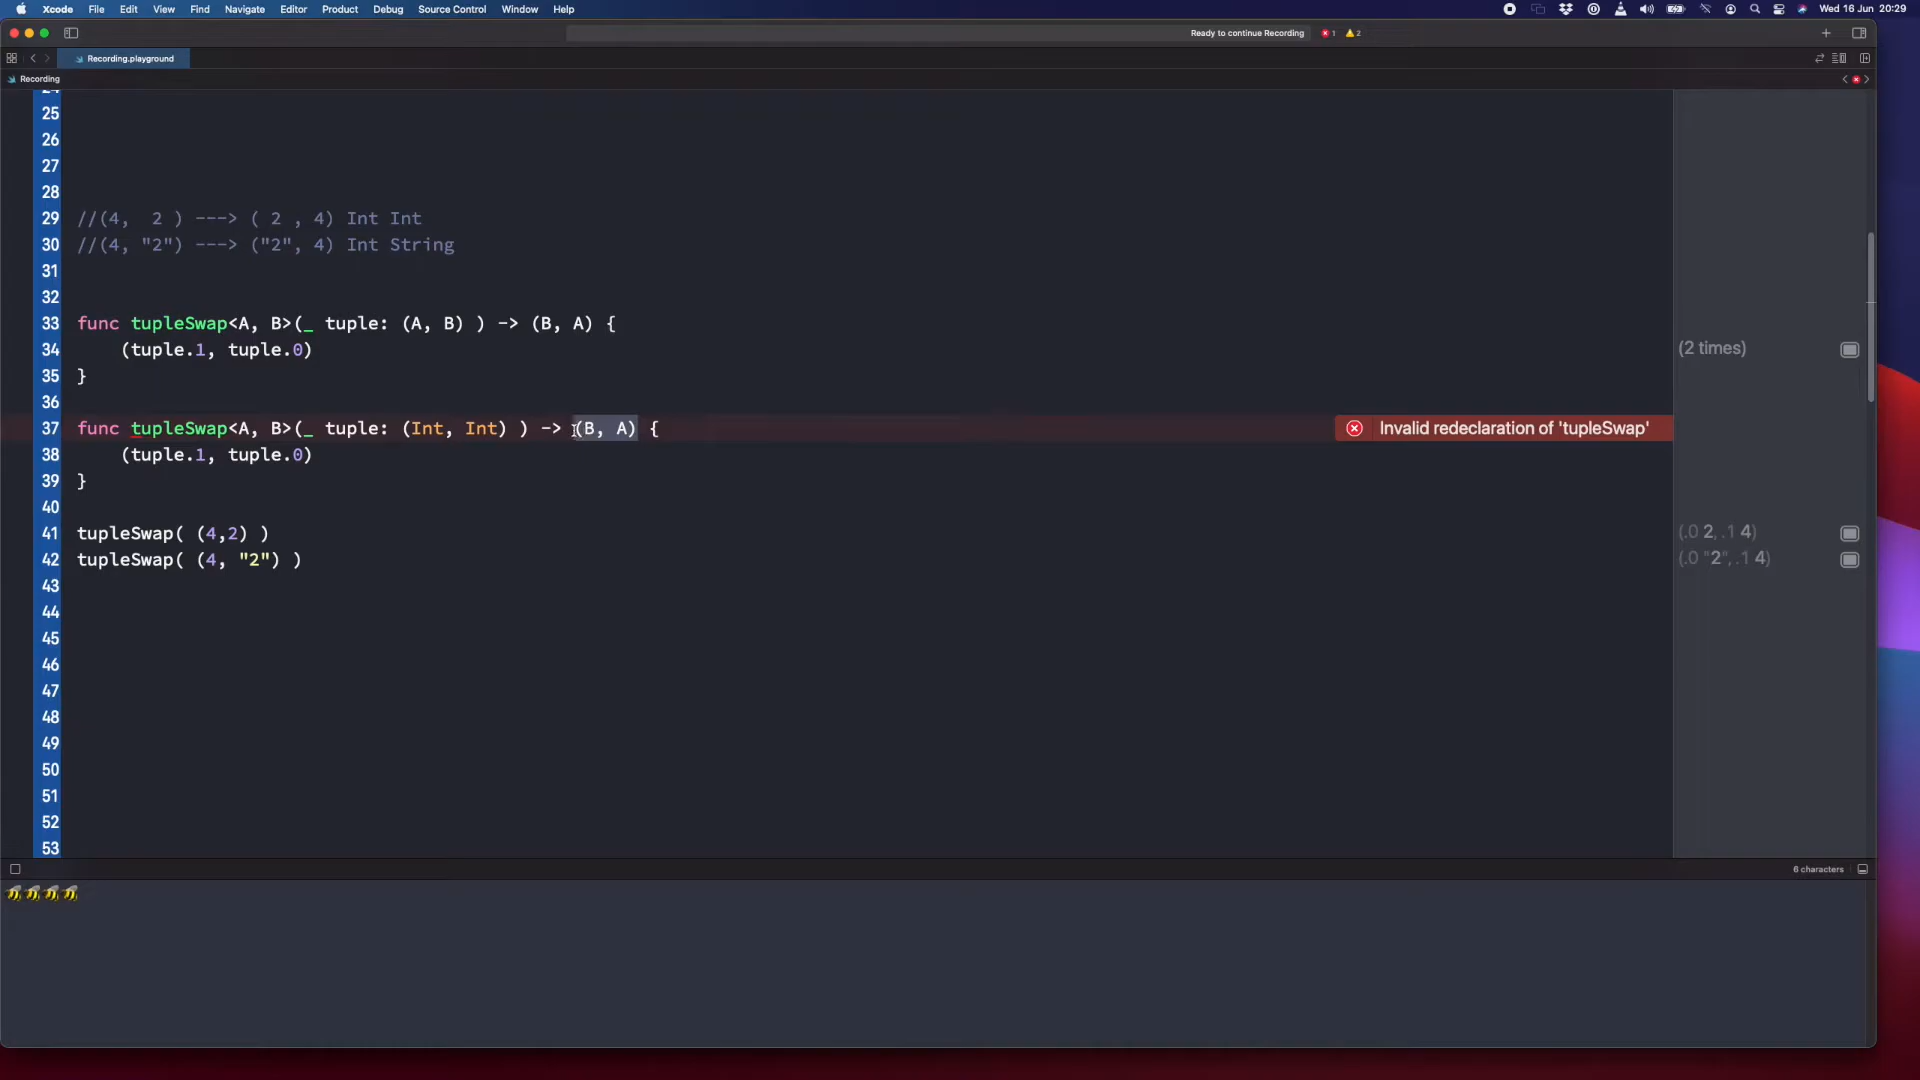 Xcode File Edit View Find Navigate Editor Product Debug Source Control Window Help Wed 16 Jun 20:29
Ready to continue Recording 1 2
Recording.playground
Recording
24
25
26
27
28
29 //(4,  2 ) ---> ( 2 , 4) Int Int
30 //(4, "2") ---> ("2", 4) Int String
31
32
33 func tupleSwap<A, B>(_ tuple: (A, B) ) -> (B, A) {
34     (tuple.1, tuple.0) (2 times)
35 }
36
37 func tupleSwap<A, B>(_ tuple: (Int, Int) ) -> (B, A) { Invalid redeclaration of 'tupleSwap'
38     (tuple.1, tuple.0)
39 }
40
41 tupleSwap( (4,2) ) (.0 2, .1 4)
42 tupleSwap( (4, "2") ) (.0 "2", .1 4)
43
44
45
46
47
48
49
50
51
52
53
6 characters